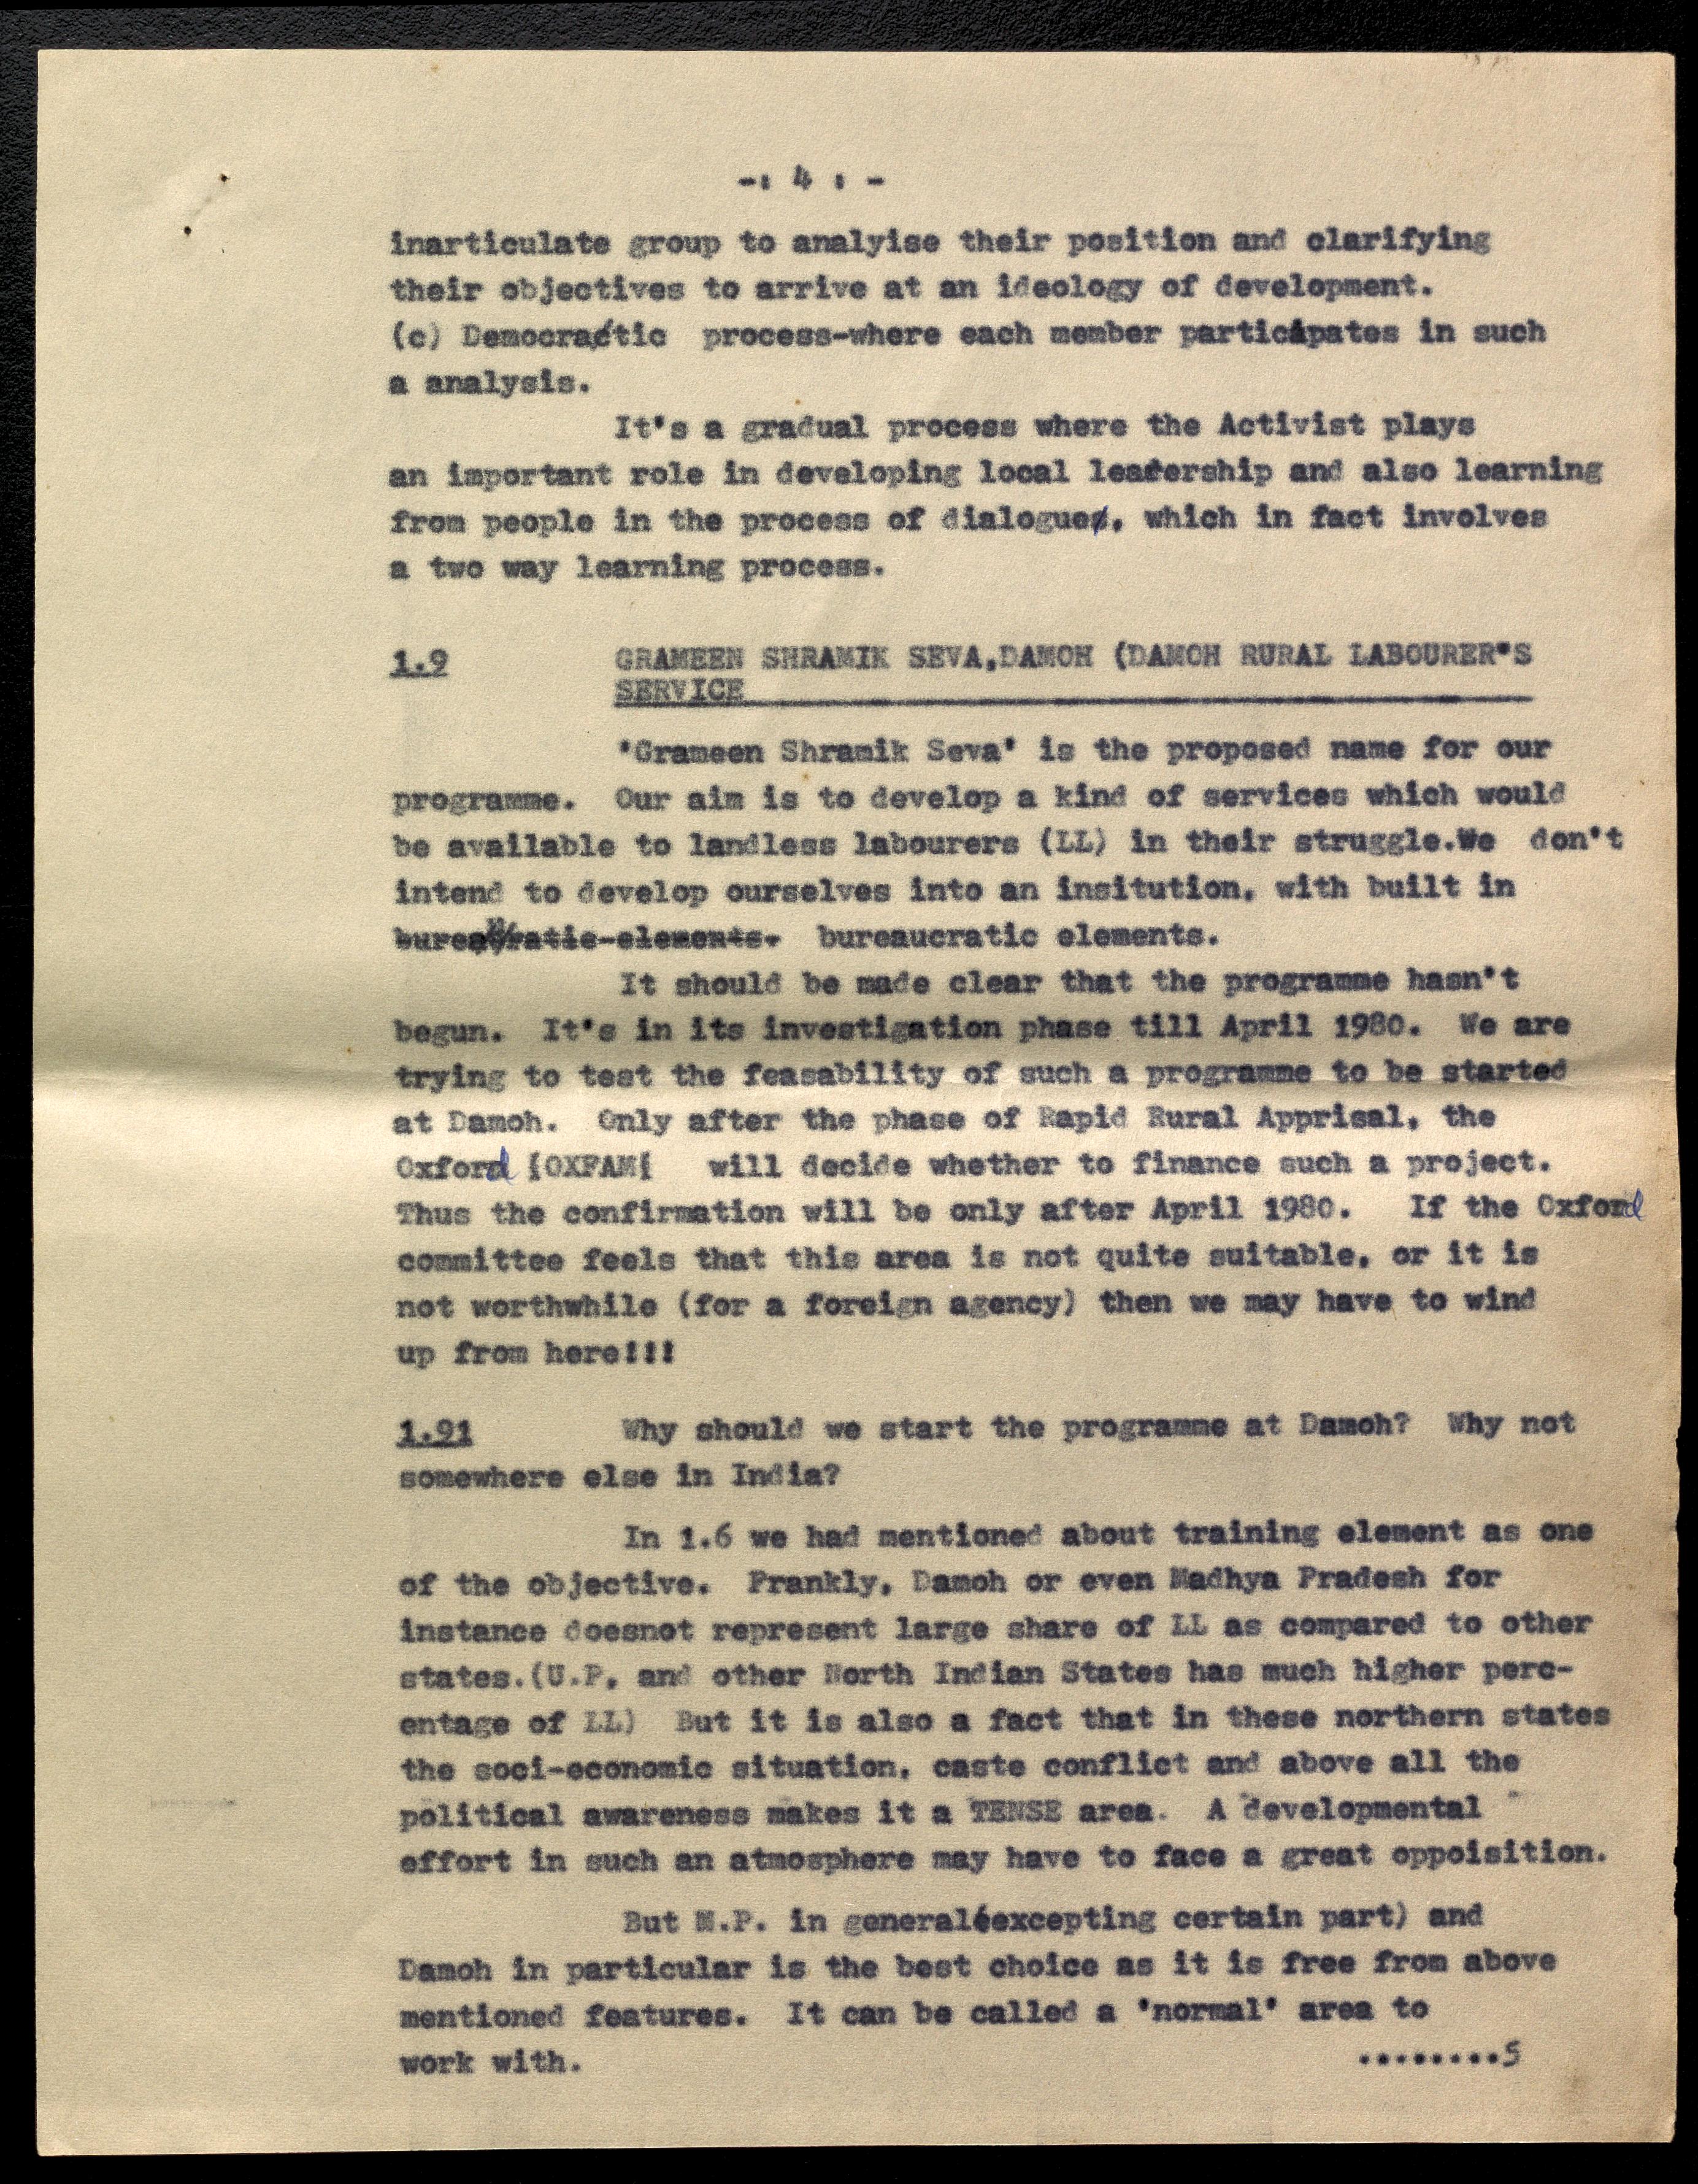 -: 4 : -
inarticulate group to analyise their position and clarifying
their objectives to arrive at an ideology of development.
(c) Democratic process-where each member participates in such
a analysis.
It's a gradual process where the Activist plays
an important role in developing local leadership and also learning
from people in the process of dialogue, which in fact involves
a two way learning process.
1.9 GRAMEEN SHRAMIK SEVA,DAMOH (DAMOH RURAL LABOURER'S
SERVICE
'Grameen Shramik Seva' is the proposed name for our
programme. Our aim is to develop a kind of services which would
be available to landless labourers (LL) in their struggle.We don't
intend to develop ourselves into an insitution, with built in
bureaucratic elements.
It should be made clear that the programme hasn't
begun. It's in its investigation phase till April 1980. We are
trying to test the feasability of such a programme to be started
at Damoh. Only after the phase of Rapid Rural Apprisal, the
Oxford (OXFAM( will decide whether to finance such a project.
Thus the confirmation will be only after April 1980. If the Oxford
committee feels that this area is not quite suitable, or it is
not worthwhile (for a foreign agency) then we may have to wind
up from here!!!
1.91 Why should we start the programme at Damoh? Why not
somewhere else in India?
In 1.6 we had mentioned about training element as one
of the objective. Frankly, Damoh or even Madhya Pradesh for
instance doesnot represent large share of LL as compared to other
states.(U.P. and other North Indian States has much higher perc-
entage of LL) But it is also a fact that in these northern states
the soci-economic situation, caste conflict and above all the
political awareness makes it a TENSE area. A developmental
effort in such an atmosphere may have to face a great oppoisition.
But M.P. in general(excepting certain part) and
Damoh in particular is the best choice as it is free from above
mentioned features. It can be called a 'normal' area to
work with. ........5